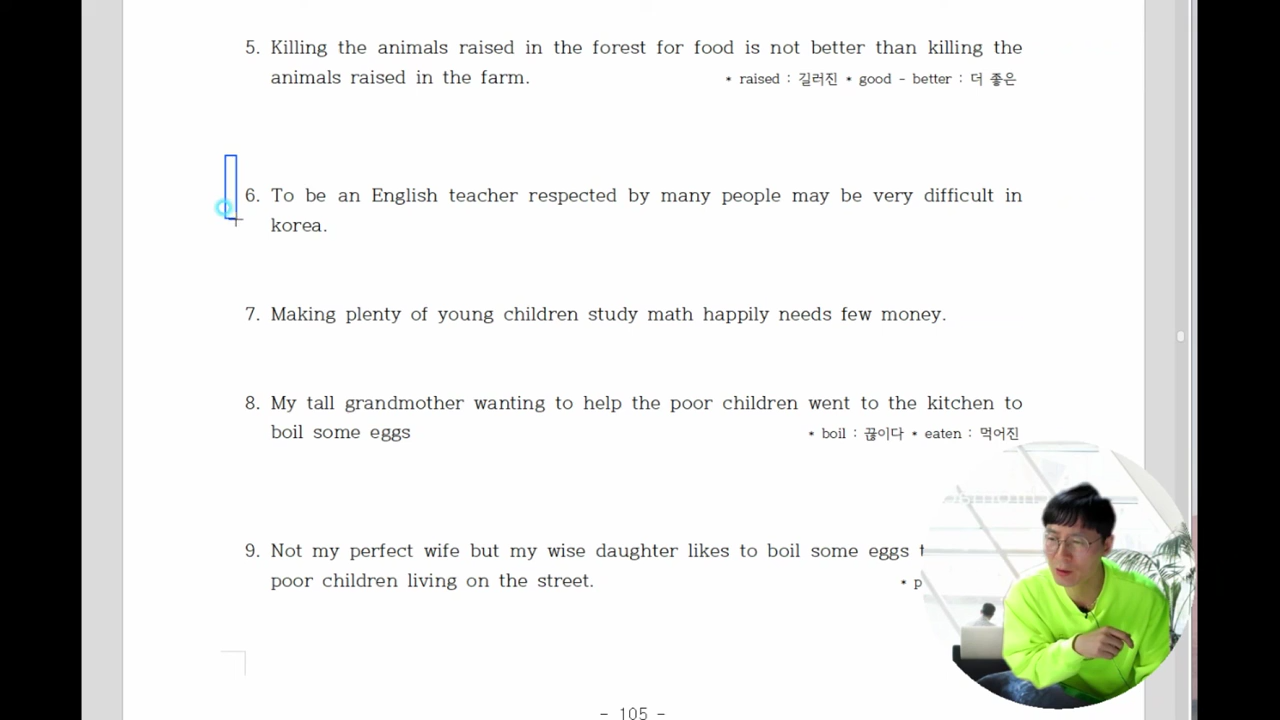 5. Killing the animals raised in the forest for food is not better than killing the
animals raised in the farm. * raised : 길러진 * good - better : 더 좋은
6. To be an English teacher respected by many people may be very difficult in
korea.
7. Making plenty of young children study math happily needs few money.
8. My tall grandmother wanting to help the poor children went to the kitchen to
boil some eggs * boil : 끊이다 * eaten : 먹어진
9. Not my perfect wife but my wise daughter likes to boil some eggs
poor children living on the street.
- 105 -